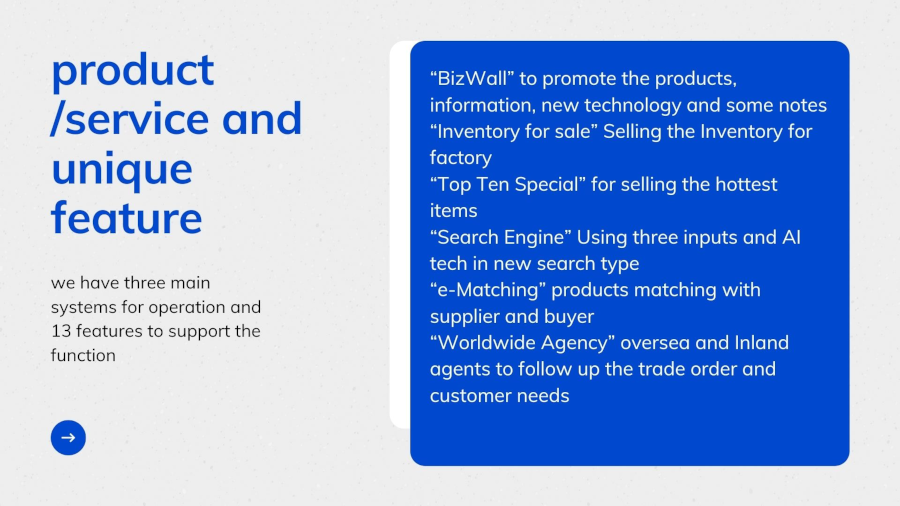 product
/service and
unique
feature
we have three main
systems for operation and
13 features to support the
function
“BizWall” to promote the products,
information, new technology and some notes
“Inventory for sale” Selling the Inventory for
factory
“Top Ten Special” for selling the hottest
items
“Search Engine” Using three inputs and AI
tech in new search type
“e-Matching” products matching with
supplier and buyer
“Worldwide Agency” oversea and Inland
agents to follow up the trade order and
customer needs